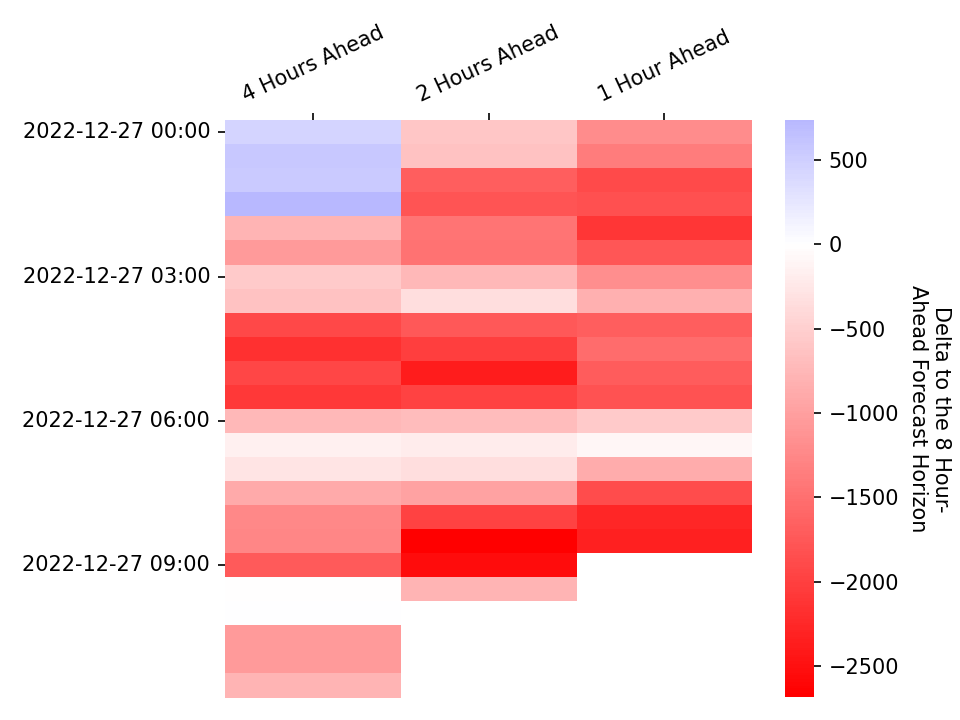 4 Hours Ahead
2 Hours Ahead
1 Hour Ahead
2022-12-27 00:00
2022-12-27 03:00
2022-12-27 06:00
2022-12-27 09:00
500
0
−500
−1000
−1500
−2000
−2500
Delta to the 8 Hour-
Ahead Forecast Horizon